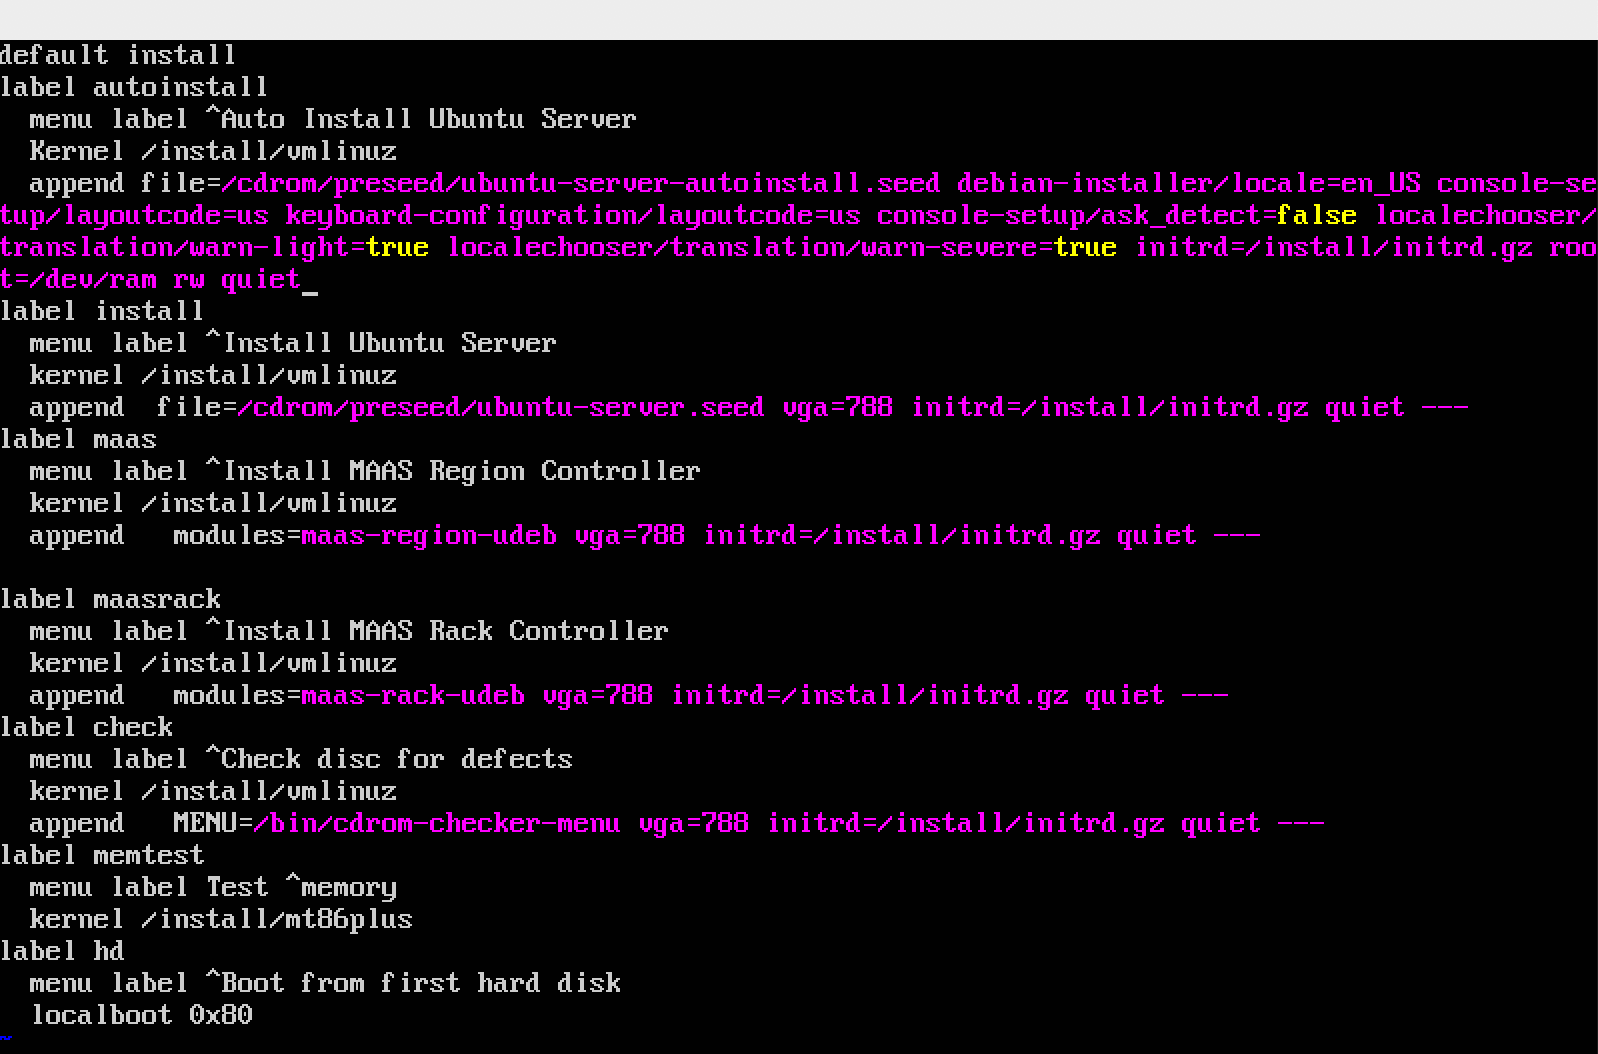 default install
label autoinstall
  menu label ^Auto Install Ubuntu Server
  Kernel /install/vmlinuz
  append file=/cdrom/preseed/ubuntu-server-autoinstall.seed debian-installer/locale=en_US console-se
tup/layoutcode=us keyboard-configuration/layoutcode=us console-setup/ask_detect=false localechooser/
translation/warn-light=true localechooser/translation/warn-severe=true initrd=/install/initrd.gz roo
t=/dev/ram rw quiet_
label install
  menu label ^Install Ubuntu Server
  kernel /install/vmlinuz
  append  file=/cdrom/preseed/ubuntu-server.seed vga=788 initrd=/install/initrd.gz quiet ---
label maas
  menu label ^Install MAAS Region Controller
  kernel /install/vmlinuz
  append   modules=maas-region-udeb vga=788 initrd=/install/initrd.gz quiet ---

label maasrack
  menu label ^Install MAAS Rack Controller
  kernel /install/vmlinuz
  append   modules=maas-rack-udeb vga=788 initrd=/install/initrd.gz quiet ---
label check
  menu label ^Check disc for defects
  kernel /install/vmlinuz
  append   MENU=/bin/cdrom-checker-menu vga=788 initrd=/install/initrd.gz quiet ---
label memtest
  menu label Test ^memory
  kernel /install/mt86plus
label hd
  menu label ^Boot from first hard disk
  localboot 0x80
~